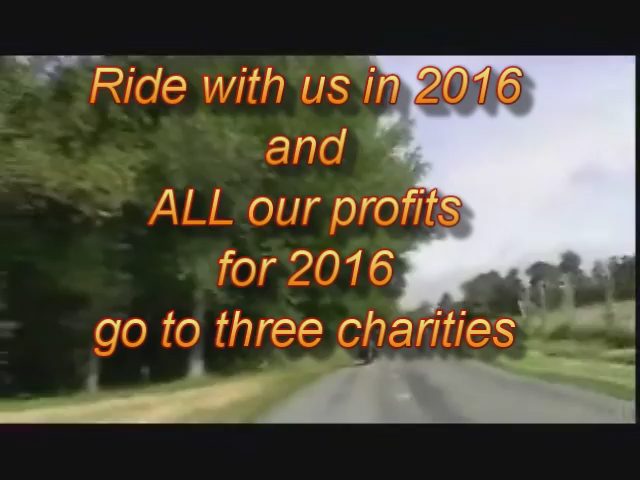 Ride with us in 2016
and
ALL our profits
for 2016
go to three charities